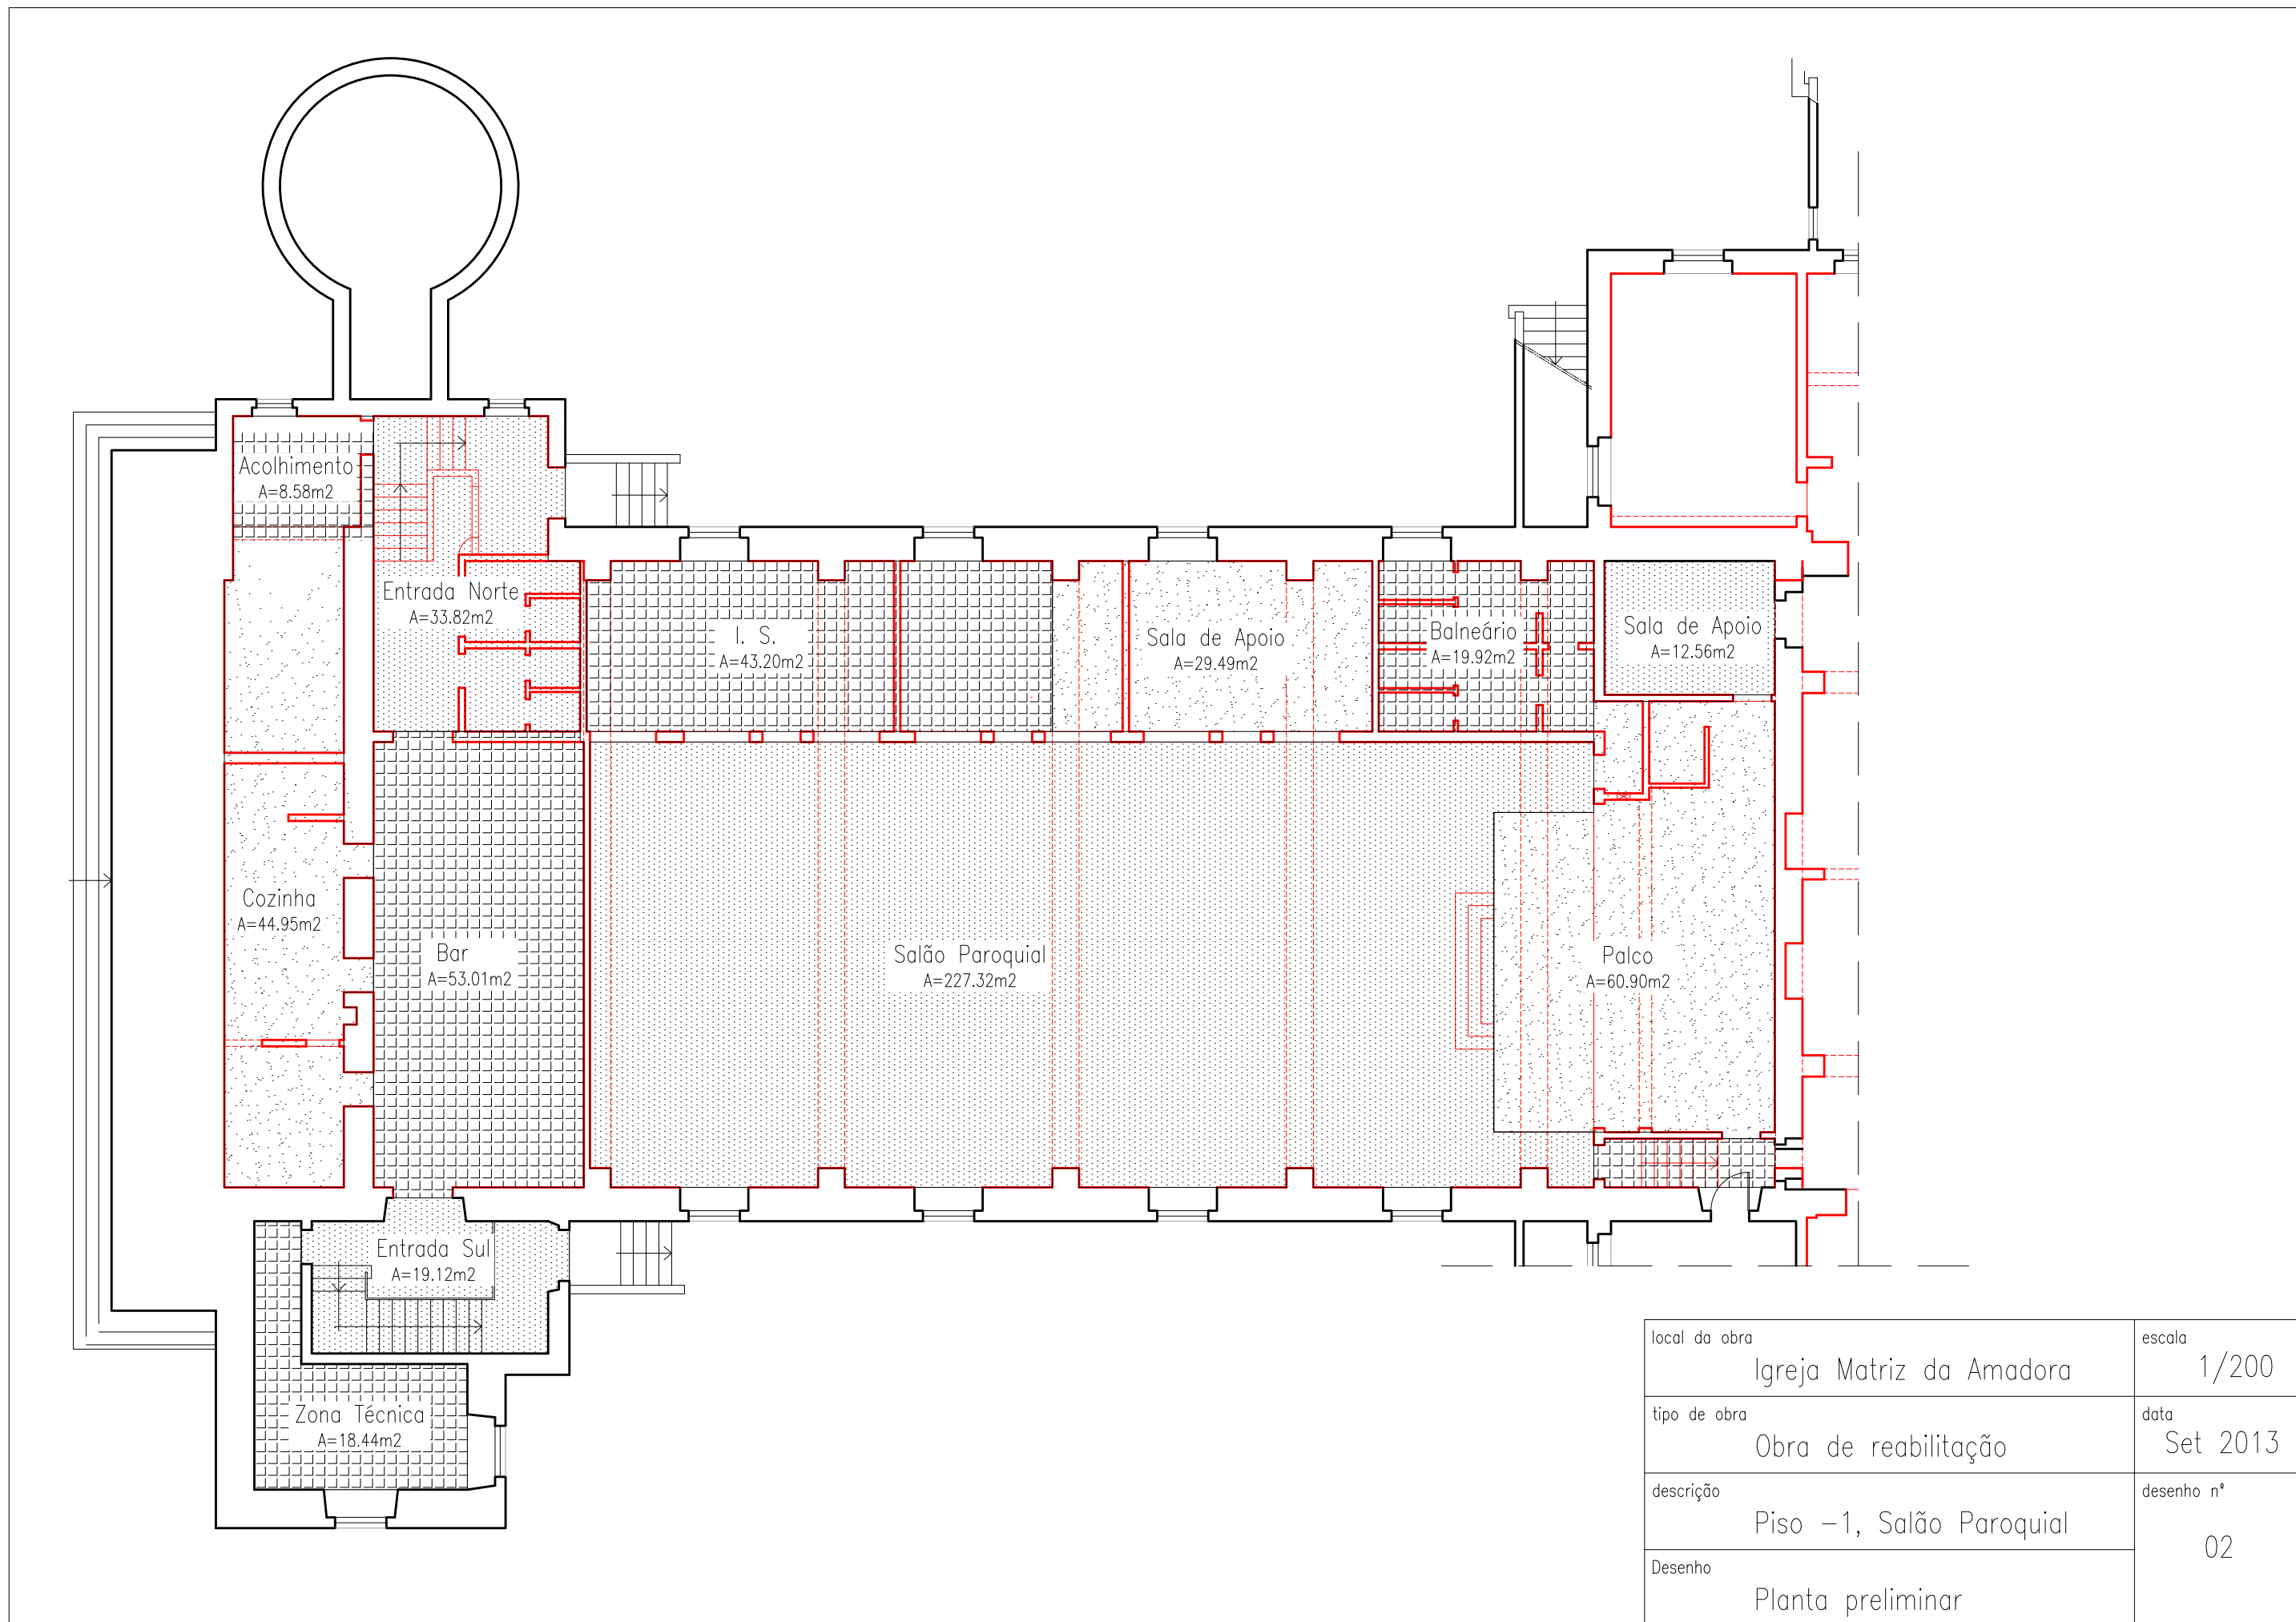 Acolhimento
A=8.58m2
Entrada Norte
A=33.82m2
I. S.
A=43.20m2
Sala de Apoio
A=29.49m2
Balneário
A=19.92m2
Sala de Apoio
A=12.56m2
Cozinha
A=44.95m2
Bar
A=53.01m2
Salão Paroquial
A=227.32m2
Palco
A=60.90m2
Entrada Sul
A=19.12m2
Zona Técnica
A=18.44m2
local da obra
Igreja Matriz da Amadora
escala
1/200
tipo de obra
Obra de reabilitação
data
Set 2013
descrição
Piso -1, Salão Paroquial
desenho nº
02
Desenho
Planta preliminar